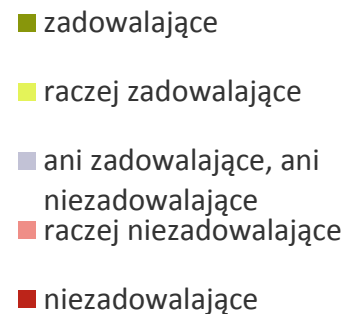 zadowalające
raczej zadowalające
ani zadowalające, ani
niezadowalające
raczej niezadowalające
niezadowalające